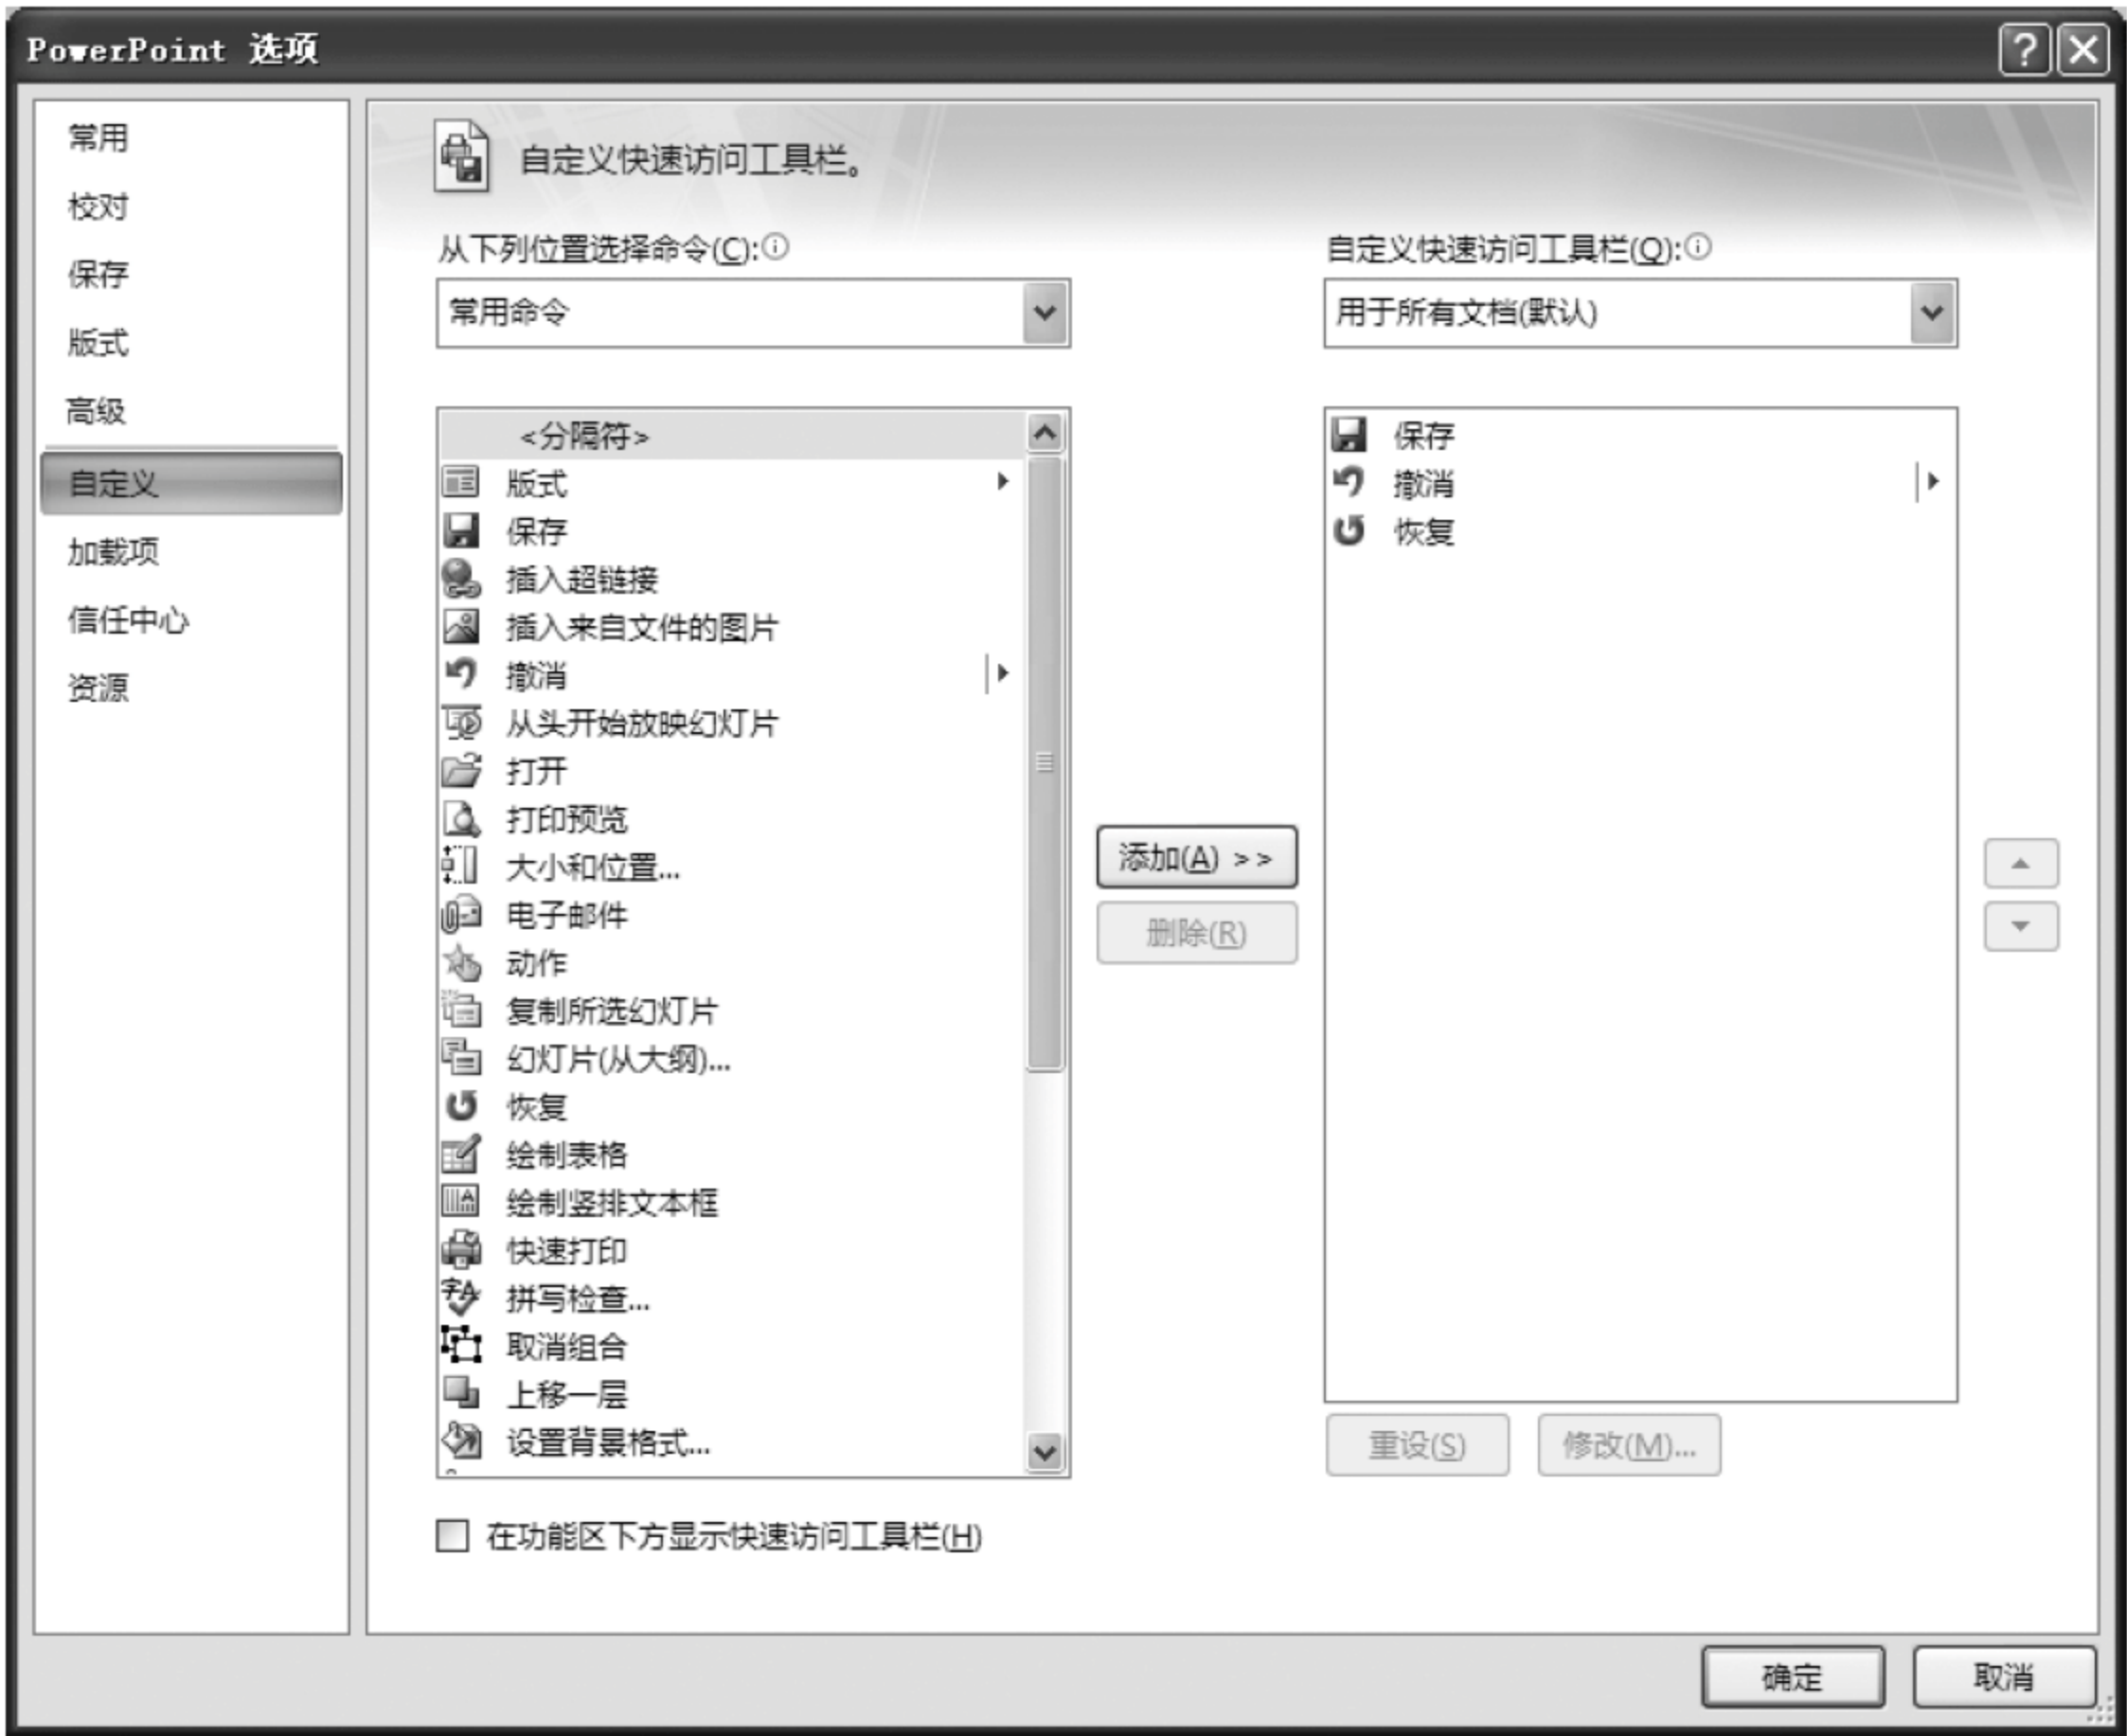 PowerPoint 选项
常用
校对
保存
版式
高级
自定义
加载项
信任中心
资源
自定义快速访问工具栏。
从下列位置选择命令(C):
常用命令
<分隔符>
版式
保存
插入超链接
插入来自文件的图片
撤消
从头开始放映幻灯片
打开
打印预览
大小和位置...
电子邮件
动作
复制所选幻灯片
幻灯片(从大纲)...
恢复
绘制表格
绘制竖排文本框
快速打印
拼写检查...
取消组合
上移一层
设置背景格式...
添加(A) >>
删除(R)
自定义快速访问工具栏(Q):
用于所有文档(默认)
保存
撤消
恢复
重设(S)
修改(M)...
在功能区下方显示快速访问工具栏(H)
确定
取消